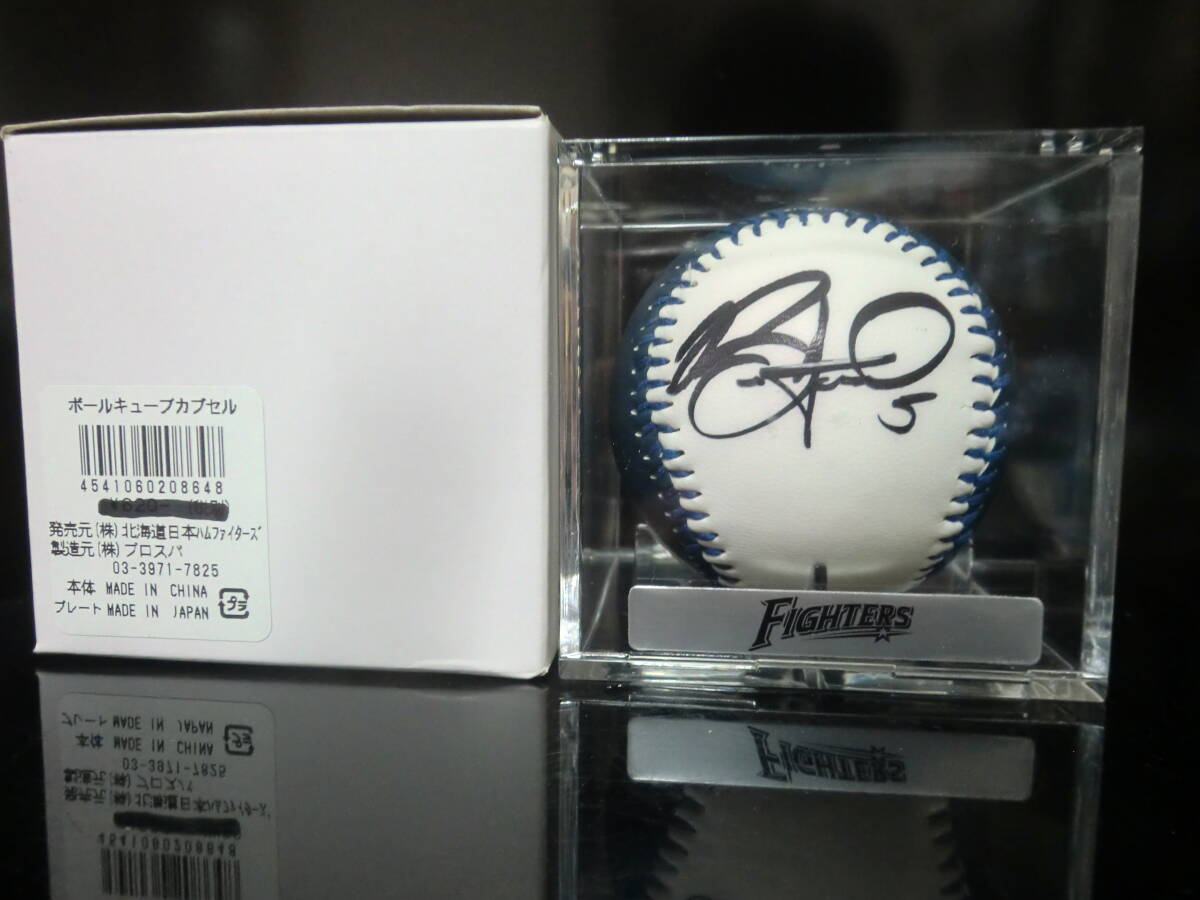 ボールキューブカプセル
4541060208648
発売元(株)北海道日本ハムファイターズ
製造元(株)プロスパ
03-3971-7825
本体 MADE IN CHINA
プレート MADE IN JAPAN
プラ
5
FIGHTERS